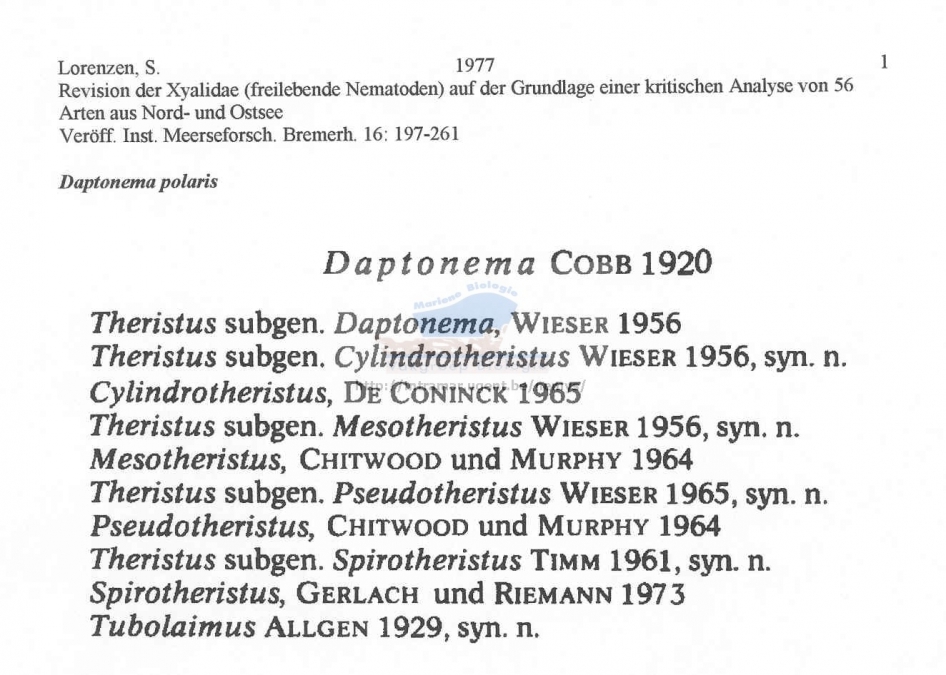 Lorenzen, S. 1977 1
Revision der Xyalidae (freilebende Nematoden) auf der Grundlage einer kritischen Analyse von 56
Arten aus Nord- und Ostsee
Veröff. Inst. Meerseforsch. Bremerh. 16: 197-261
Daptonema polaris
Daptonema COBB 1920
Marine Biologie
Theristus subgen. Daptonema, WIESER 1956
Theristus subgen. Cylindrotheristus WIESER 1956, syn. n.
Cylindrotheristus, DE CONINCK 1965
Theristus subgen. Mesotheristus WIESER 1956, syn. n.
Mesotheristus, CHITWOOD und MURPHY 1964
Theristus subgen. Pseudotheristus WIESER 1965, syn. n.
Pseudotheristus, CHITWOOD und MURPHY 1964
Theristus subgen. Spirotheristus TIMM 1961, syn. n.
Spirotheristus, GERLACH und RIEMANN 1973
Tubolaimus ALLGEN 1929, syn. n.